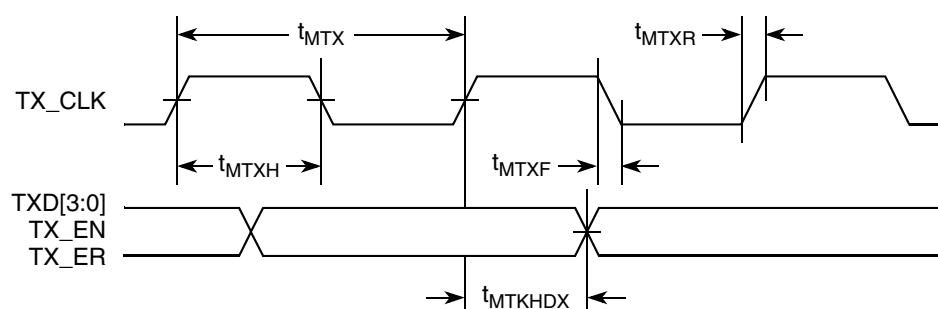 tMTX
tMTXR
TX_CLK
tMTXH
tMTXF
TXD[3:0]
TX_EN
TX_ER
tMTKHDX